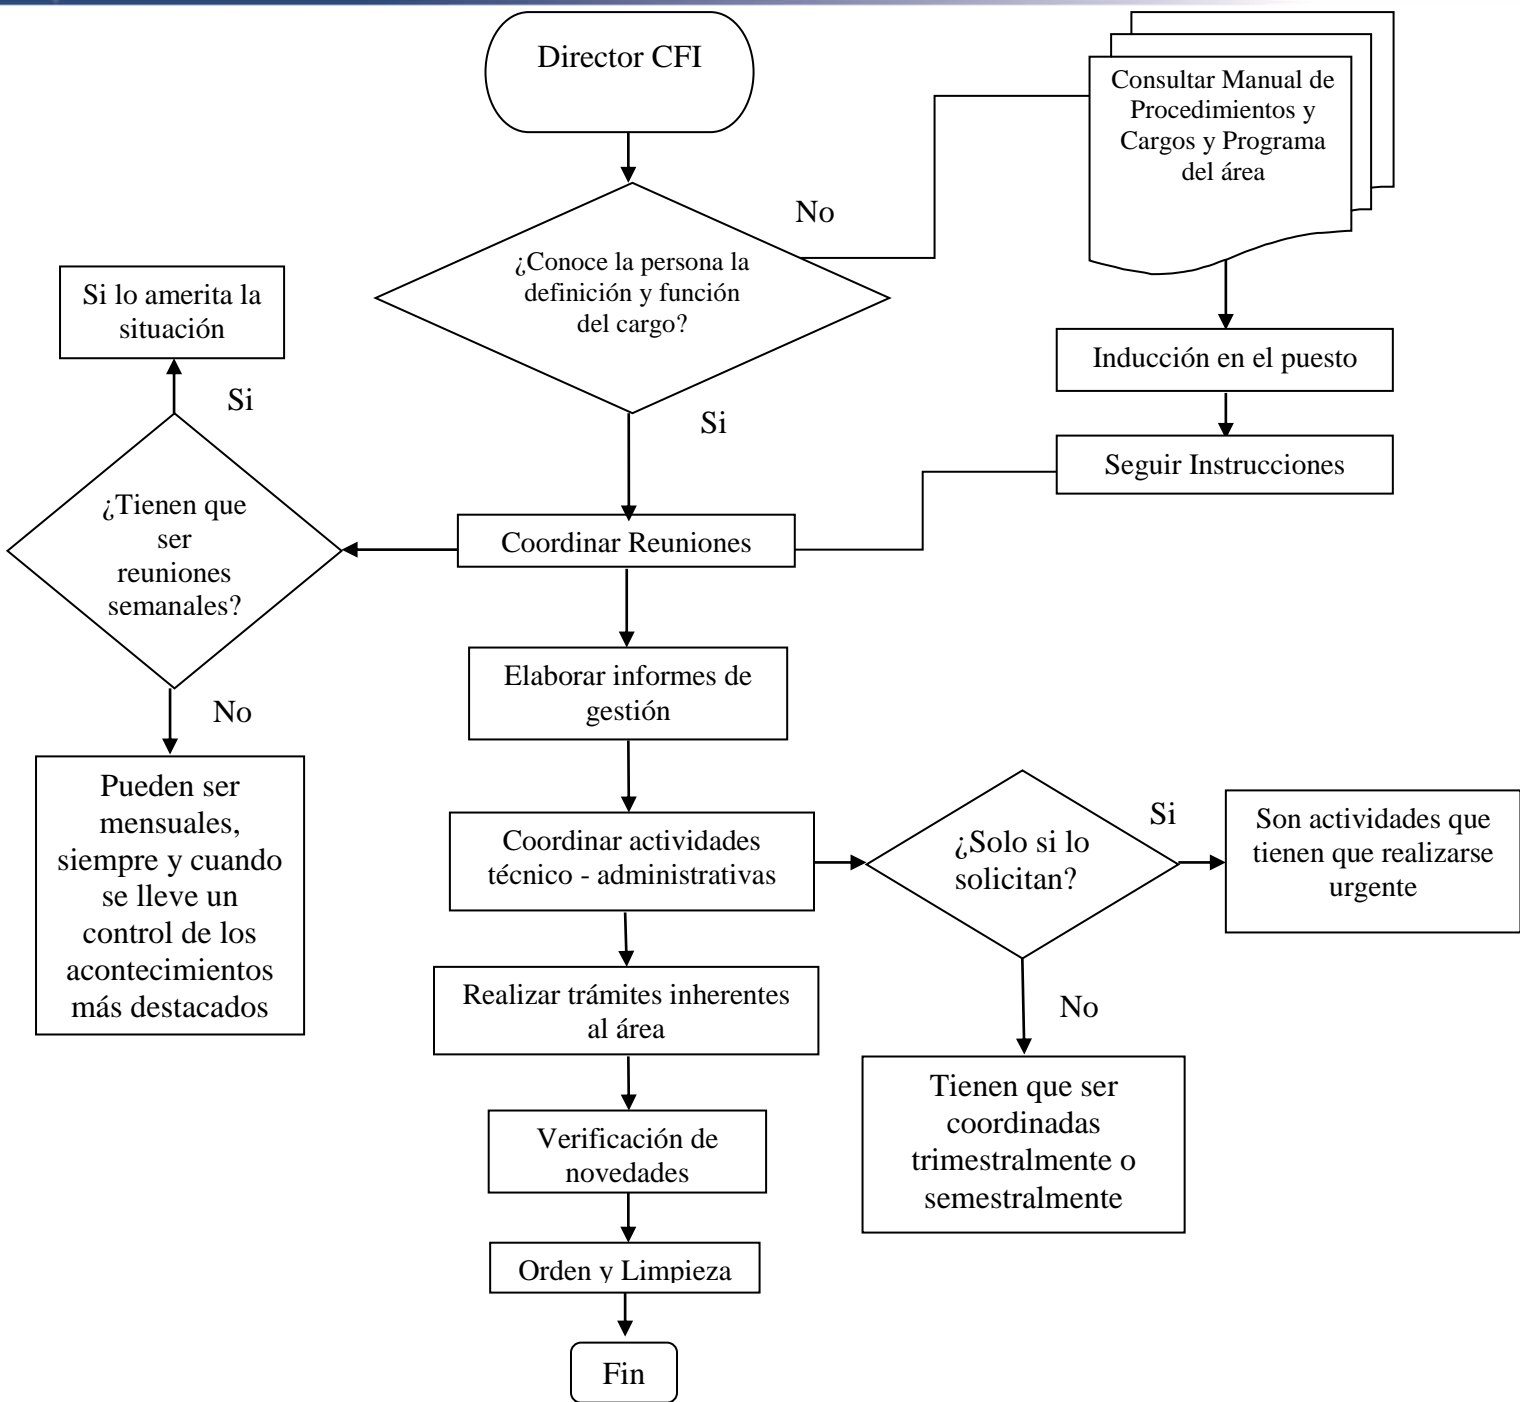 Director CFI
Consultar Manual de
Procedimientos y
Cargos y Programa
del área
No
¿Conoce la persona la
definición y función
del cargo?
Si lo amerita la
situación
Inducción en el puesto
Si
Si
Seguir Instrucciones
¿Tienen que
ser
reuniones
semanales?
Coordinar Reuniones
Elaborar informes de
gestión
No
Pueden ser
mensuales,
siempre y cuando
se lleve un
control de los
acontecimientos
más destacados
Coordinar actividades
técnico - administrativas
¿Solo si lo
solicitan?
Si
Son actividades que
tienen que realizarse
urgente
Realizar trámites inherentes
al área
No
Tienen que ser
coordinadas
trimestralmente o
semestralmente
Verificación de
novedades
Orden y Limpieza
Fin